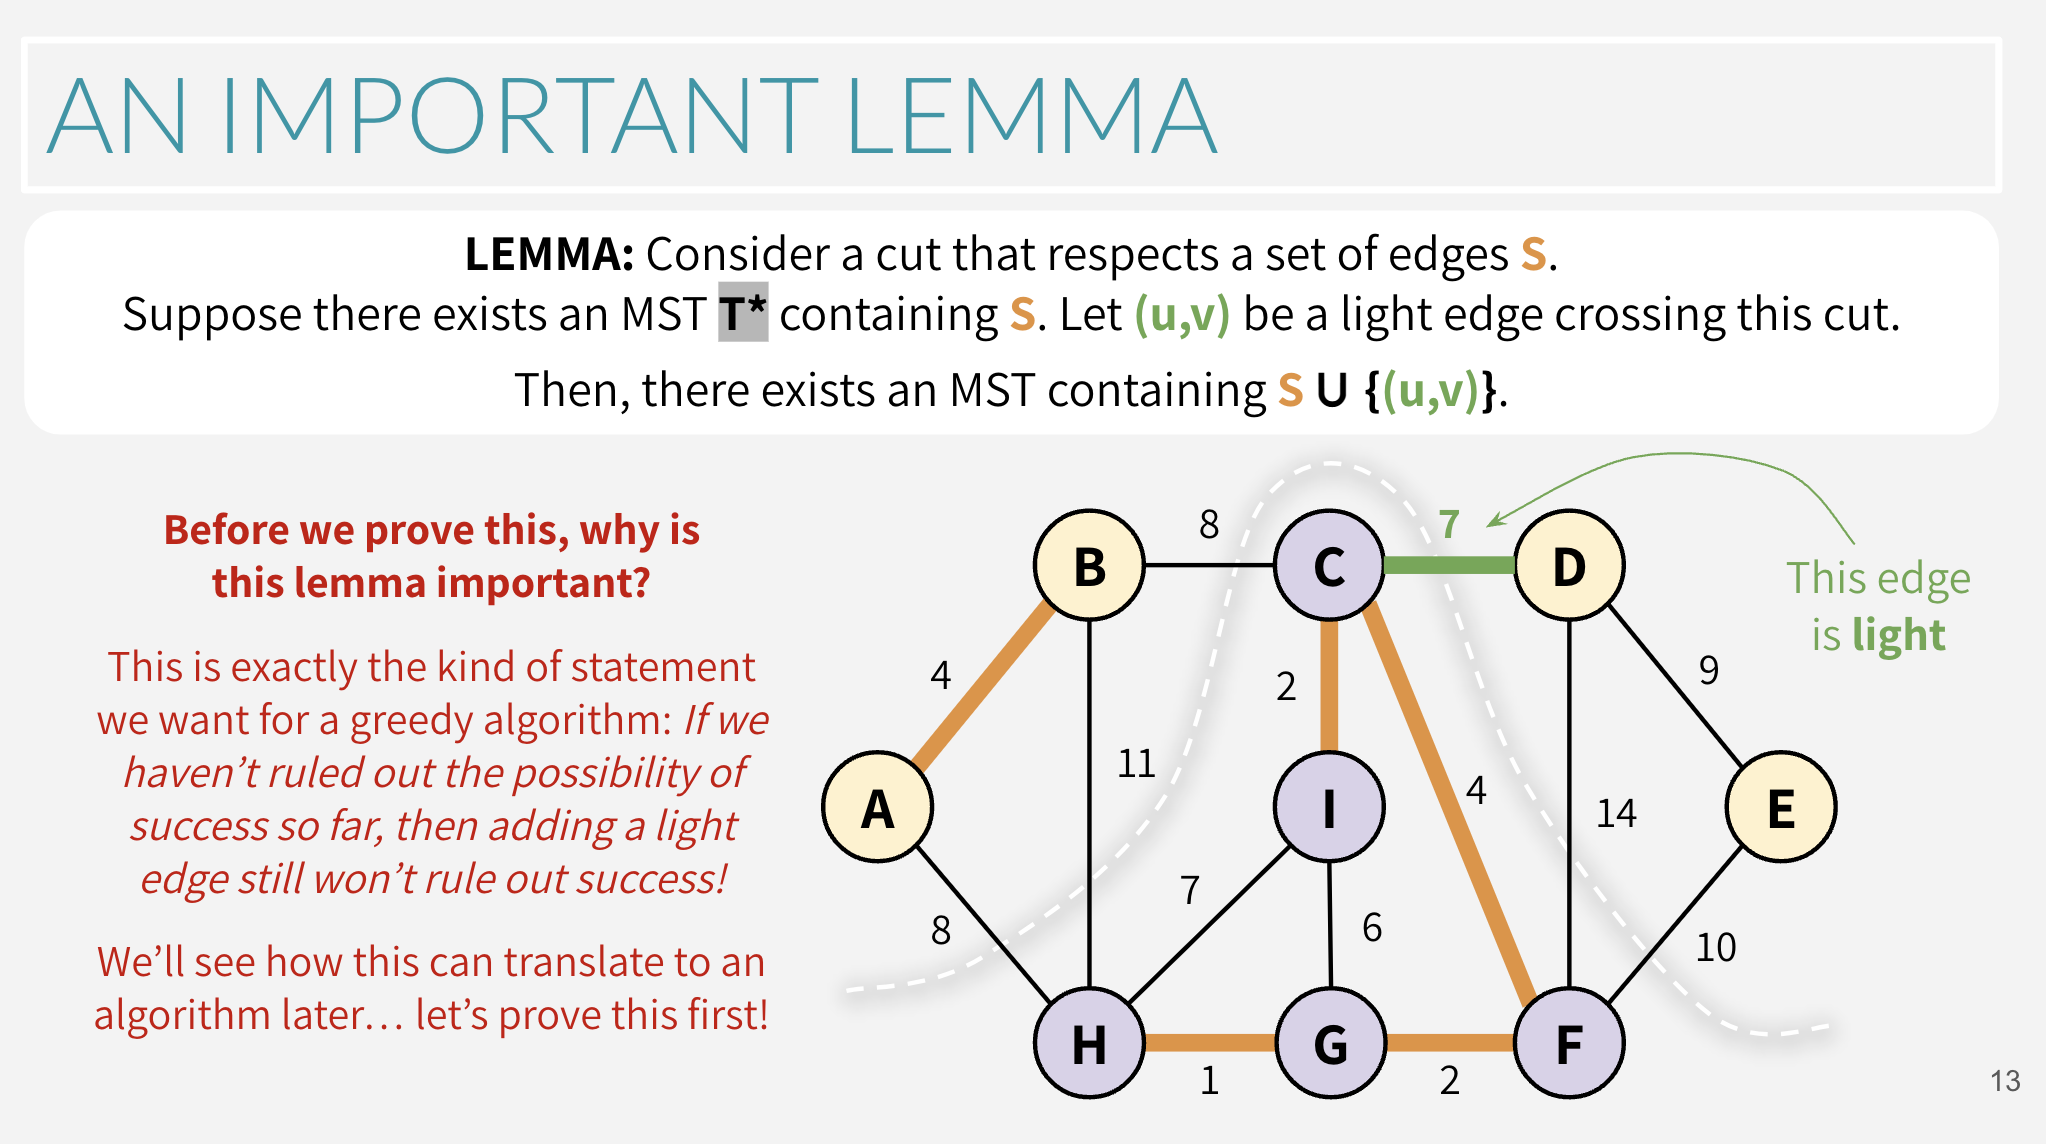 AN IMPORTANT LEMMA
LEMMA: Consider a cut that respects a set of edges S.
Suppose there exists an MST T* containing S. Let (u,v) be a light edge crossing this cut.
Then, there exists an MST containing S ∪ {(u,v)}.
Before we prove this, why is
this lemma important?
This is exactly the kind of statement
we want for a greedy algorithm: If we
haven’t ruled out the possibility of
success so far, then adding a light
edge still won’t rule out success!
We’ll see how this can translate to an
algorithm later… let’s prove this first!
8
7
B
C
D
This edge
is light
4
2
9
11
4
14
A
I
E
7
8
6
10
H
G
F
1
2
13